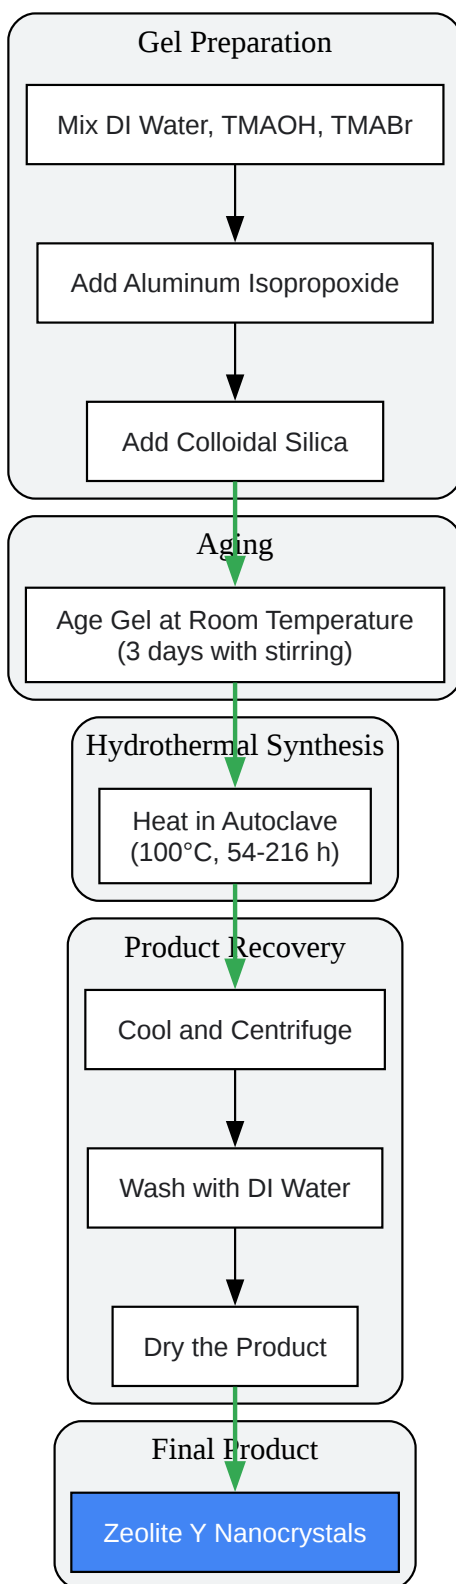 Gel Preparation
Mix DI Water, TMAOH, TMABr
Add Aluminum Isopropoxide
Add Colloidal Silica
Aging
Age Gel at Room Temperature
(3 days with stirring)
Hydrothermal Synthesis
Heat in Autoclave
(100°C, 54-216 h)
Product Recovery
Cool and Centrifuge
Wash with DI Water
Dry the Product
Final Product
Zeolite Y Nanocrystals